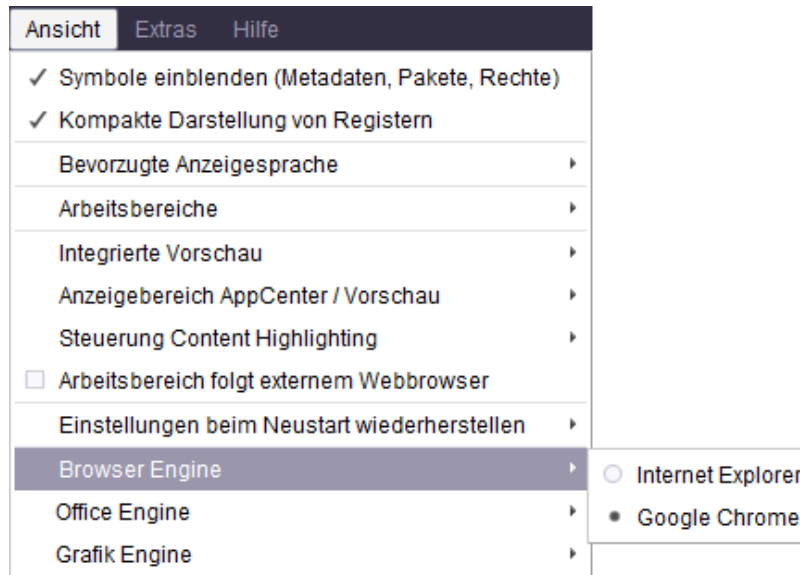 Ansicht Extras Hilfe
Symbole einblenden (Metadaten, Pakete, Rechte)
Kompakte Darstellung von Registern
Bevorzugte Anzeigesprache
Arbeitsbereiche
Integrierte Vorschau
Anzeigebereich AppCenter / Vorschau
Steuerung Content Highlighting
Arbeitsbereich folgt externem Webbrowser
Einstellungen beim Neustart wiederherstellen
Browser Engine
Internet Explorer
Office Engine
Google Chrome
Grafik Engine